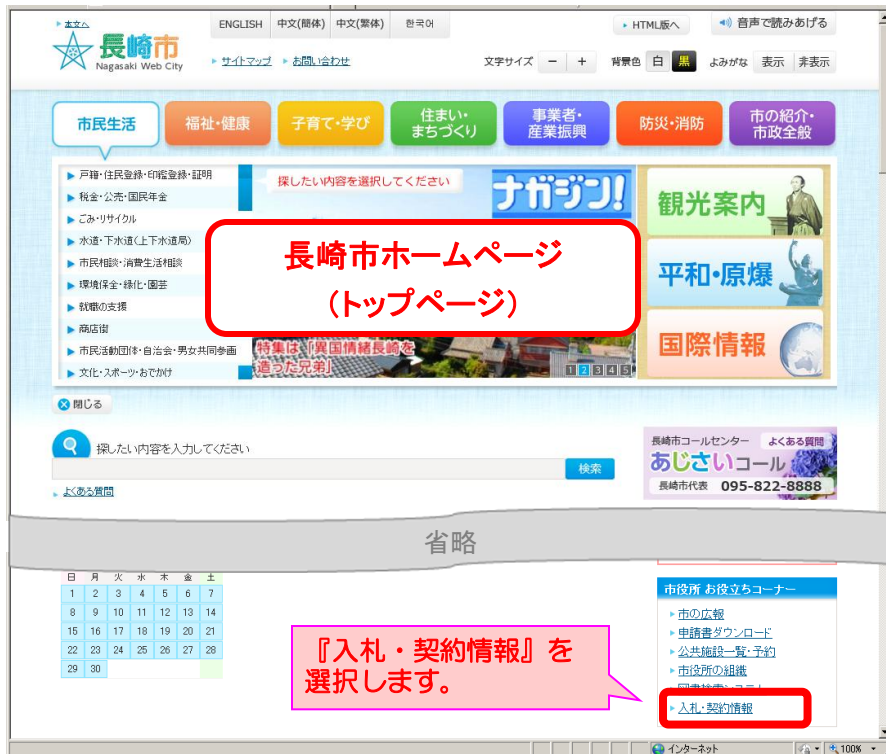 本文へ
長崎市
Nagasaki Web City
ENGLISH 中文(簡体) 中文(繁体) 한국어
HTML版へ 音声で読みあげる
サイトマップ お問い合わせ
文字サイズ − + 背景色 白 黒 よみがな 表示 非表示
市民生活 福祉・健康 子育て・学び 住まい・まちづくり 事業者・産業振興 防災・消防 市の紹介・市政全般
戸籍・住民登録・印鑑登録・証明
税金・公売・国民年金
ごみ・リサイクル
水道・下水道(上下水道局)
市民相談・消費生活相談
環境保全・緑化・園芸
就職の支援
商店街
市民活動団体・自治会・男女共同参画
文化・スポーツ・おでかけ
探したい内容を選択してください
ナガジン!
長崎市ホームページ
(トップページ)
特集は「異国情緒長崎を
造った兄弟」
1 2 3 4 5
観光案内
平和・原爆
国際情報
閉じる
探したい内容を入力してください
検索
よくある質問
長崎市コールセンター よくある質問
あじさいコール
長崎市代表 095-822-8888
省略
日 月 火 水 木 金 土
1 2 3 4 5 6 7
8 9 10 11 12 13 14
15 16 17 18 19 20 21
22 23 24 25 26 27 28
29 30
『入札・契約情報』を
選択します。
市役所 お役立ちコーナー
市の広報
申請書ダウンロード
公共施設一覧・予約
市役所の組織
入札・契約情報
インターネット 100%